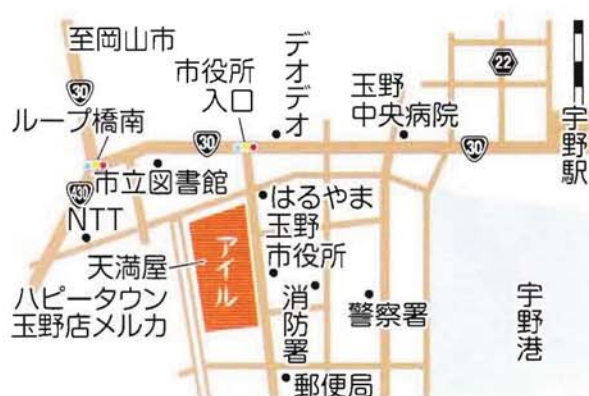 至岡山市
30
ループ橋南
430
NTT
市立図書館
30
市役所
入口
デオデオ
玉野
中央病院
30
22
宇野駅
はるやま
玉野
市役所
消防署
警察署
郵便局
アイル
天満屋
ハピータウン
玉野店メルカ
宇野港